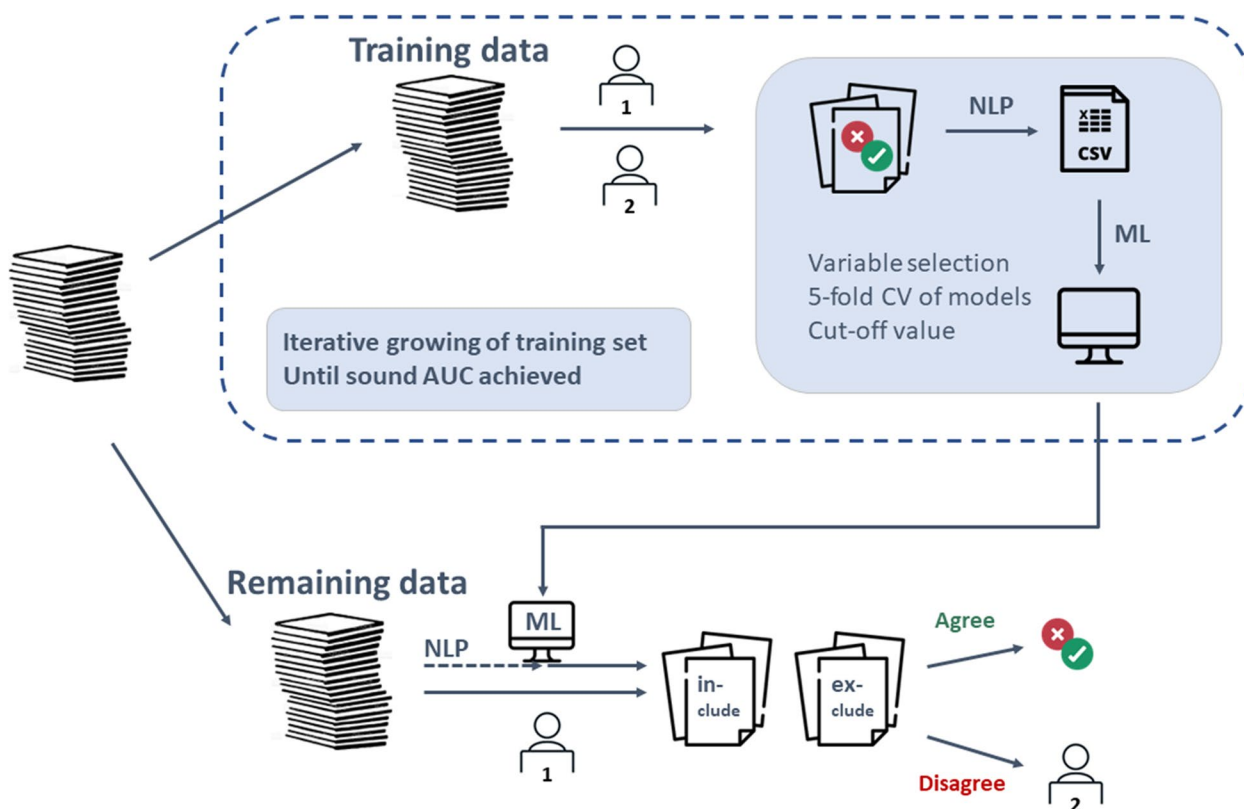 Training data
1
2
NLP
X
CSV
ML
Variable selection
5-fold CV of models
Cut-off value
Iterative growing of training set
Until sound AUC achieved
Remaining data
NLP
ML
1
in-
clude
ex-
clude
Agree
Disagree
2